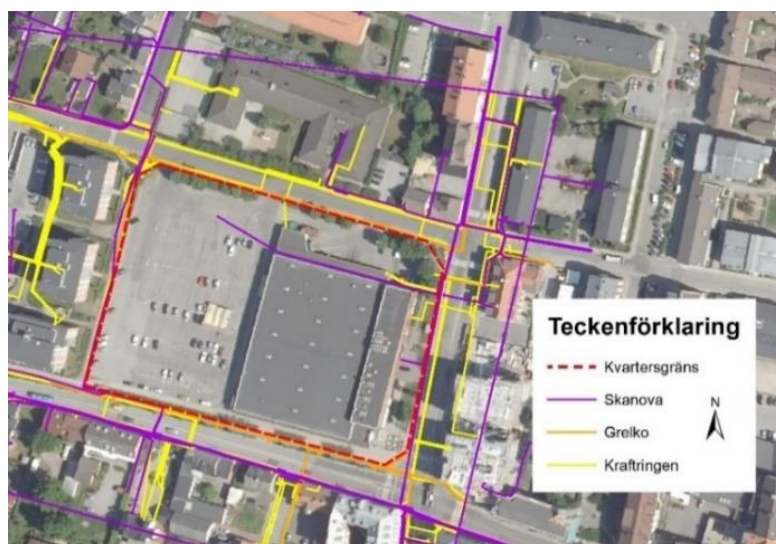 Teckenförklaring
Kvartersgräns
Skanova
Grelko
Kraftringen
N